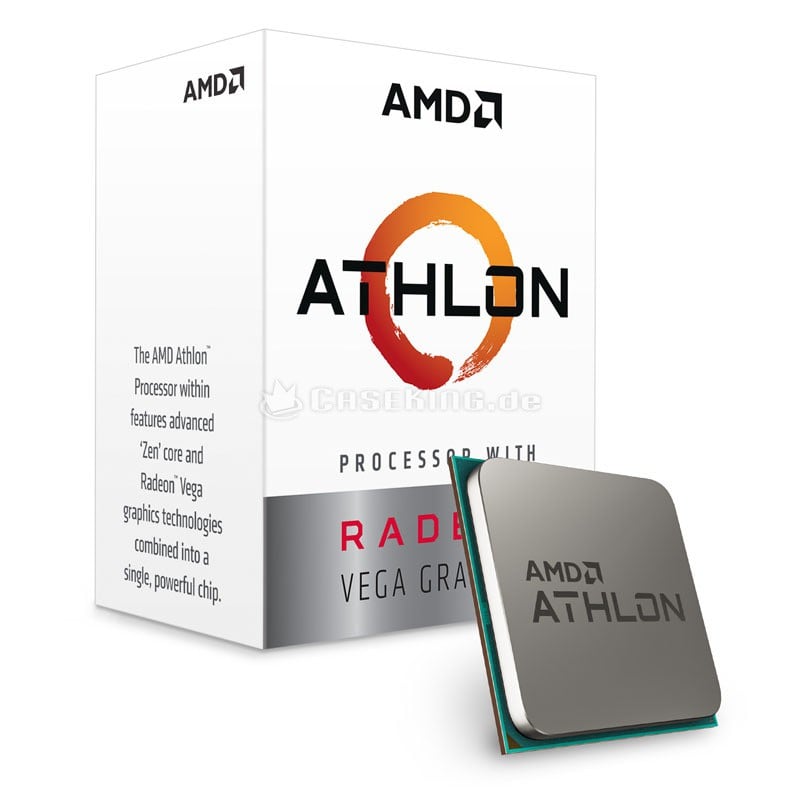 AMD
The AMD Athlon™
Processor within
features advanced
'Zen' core and
Radeon™ Vega
graphics technologies
combined into a
single, powerful chip.
AMD
ATHLON
PROCESSOR WITH
RADE
VEGA GRA
CASEKING.de
AMD
ATHLON